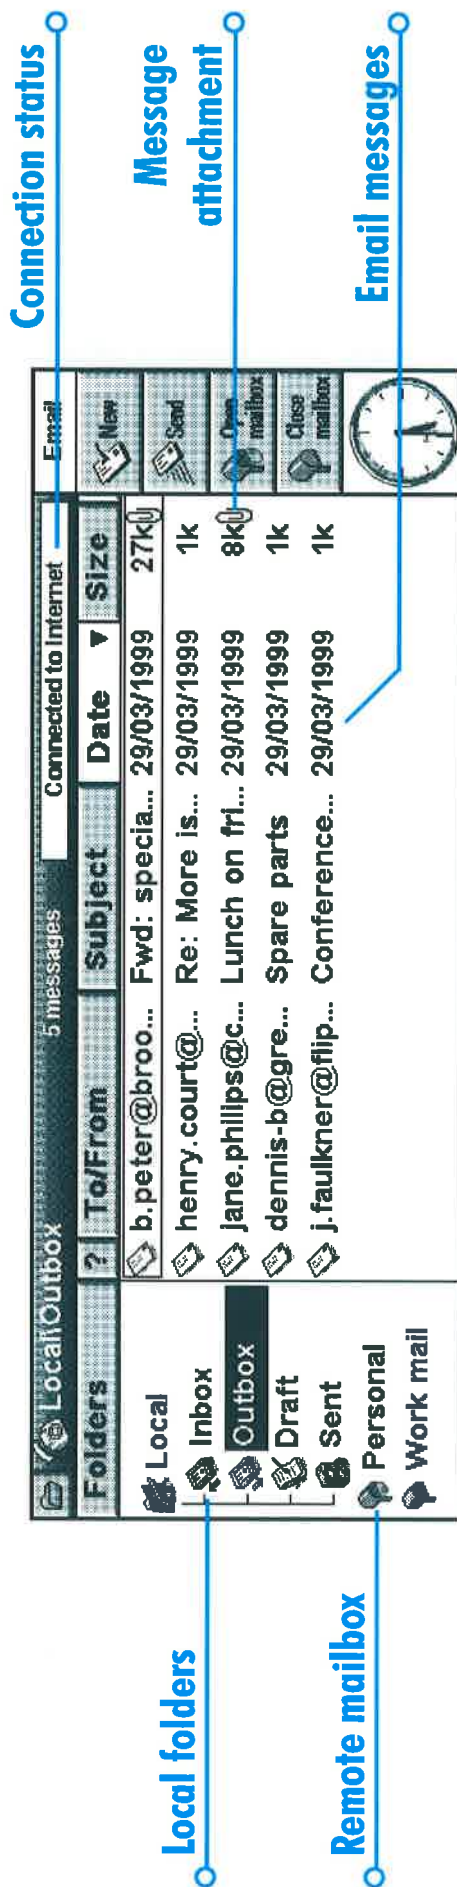 Connection status
Message
attachment
Email messages
Local\Outbox 5 messages Connected to Internet Email
Folders ? To/From Subject Date ▼ Size
Local
Inbox
Outbox
Draft
Sent
Personal
Work mail
b.peter@broo... Fwd: specia... 29/03/1999 27k
henry.court@... Re: More is... 29/03/1999 1k
jane.philips@c... Lunch on fri... 29/03/1999 8k
dennis-b@gre... Spare parts 29/03/1999 1k
j.faulkner@flip... Conference... 29/03/1999 1k
New
Send
Open
mailbox
Close
mailbox
Local folders
Remote mailbox